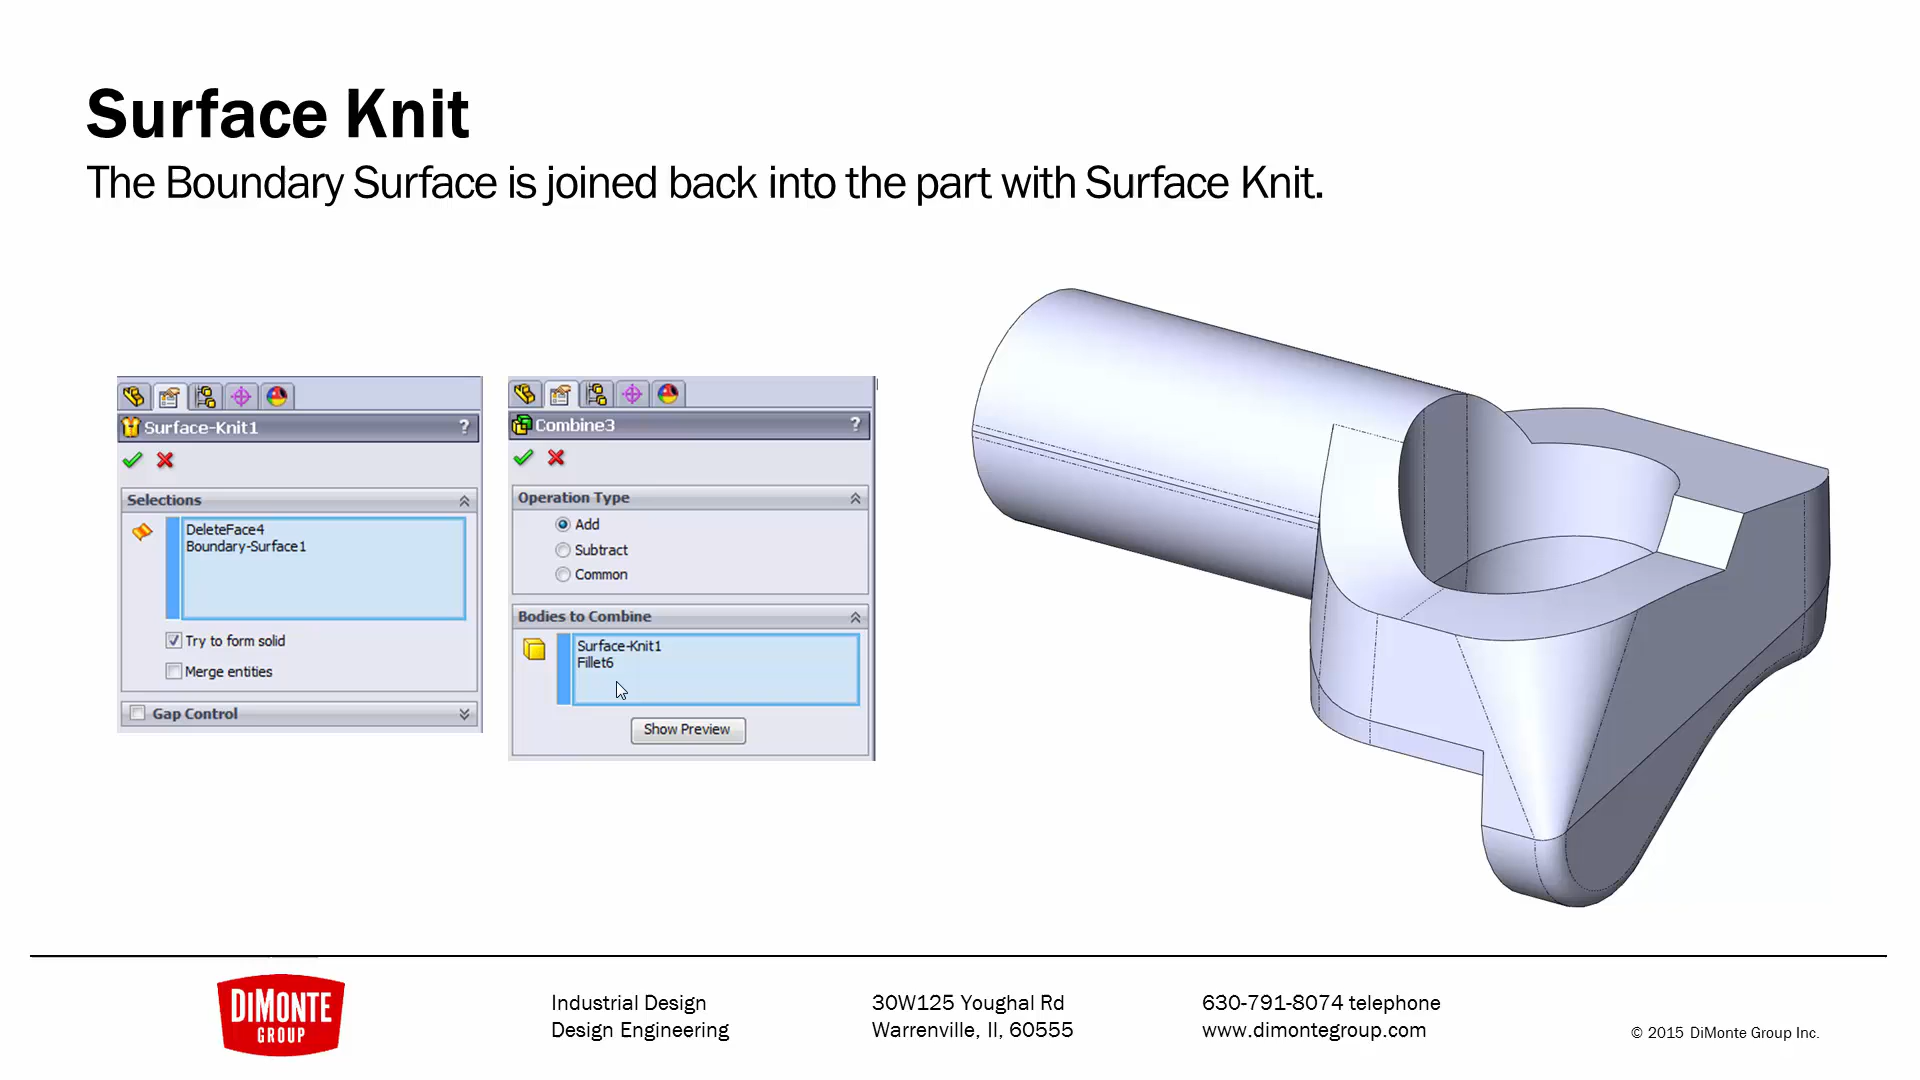 Surface Knit
The Boundary Surface is joined back into the part with Surface Knit.
Surface-Knit1 ?
Selections
DeleteFace4
Boundary-Surface1
Try to form solid
Merge entities
Gap Control
Combine3 ?
Operation Type
Add
Subtract
Common
Bodies to Combine
Surface-Knit1
Fillet6
Show Preview
DIMONTE
GROUP
Industrial Design
Design Engineering
30W125 Youghal Rd
Warrenville, Il, 60555
630-791-8074 telephone
www.dimontegroup.com
© 2015 DiMonte Group Inc.